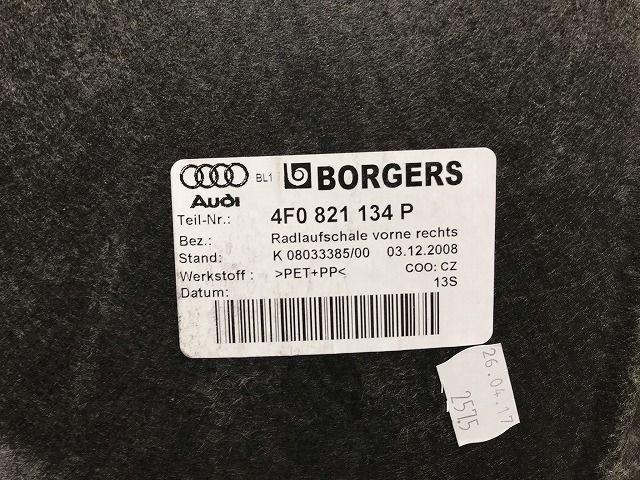 BL1 BORGERS
Audi
Teil-Nr.: 4F0 821 134 P
Bez.: Radlaufschale vorne rechts
Stand: K 08033385/00 03.12.2008
Werkstoff : >PET+PP< COO: CZ
Datum: 13S
26.04.17
2575